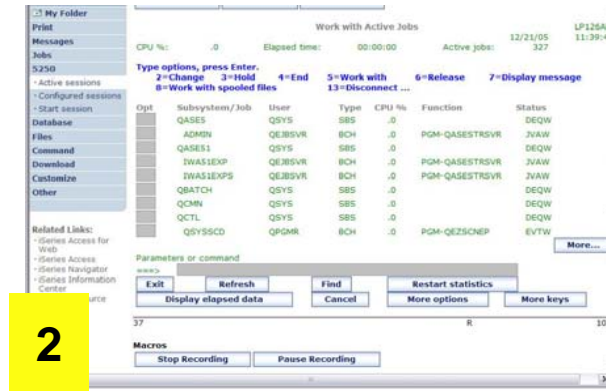 My Folder
Print
Messages
Jobs
5250
Active sessions
Configured sessions
Start session
Database
Files
Command
Download
Customize
Other
Related Links:
iSeries Access for
Web
iSeries Access
iSeries Navigator
iSeries Information
Center
urce
Work with Active Jobs LP126A
12/21/05 11:39:4
CPU %: .0 Elapsed time: 00:00:00 Active jobs: 327
Type options, press Enter.
2=Change 3=Hold 4=End 5=Work with 6=Release 7=Display message
8=Work with spooled files 13=Disconnect ...
Opt Subsystem/Job User Type CPU % Function Status
QASE5 QSYS SBS .0 DEQW
ADMIN QEJBSVR BCH .0 PGM-QASESTRSVR JVAW
QASES1 QSYS SBS .0 DEQW
IWAS1EXP QEJBSVR BCH .0 PGM-QASESTRSVR JVAW
IWAS1EXPS QEJBSVR BCH .0 PGM-QASESTRSVR JVAW
QBATCH QSYS SBS .0 DEQW
QCMN QSYS SBS .0 DEQW
QCTL QSYS SBS .0 DEQW
QSYSSCD QPGMR BCH .0 PGM-QEZSCNEP EVTW
More...
Parameters or command
===>
Exit Refresh Find Restart statistics
Display elapsed data Cancel More options More keys
37 R 10
Macros
Stop Recording Pause Recording
2